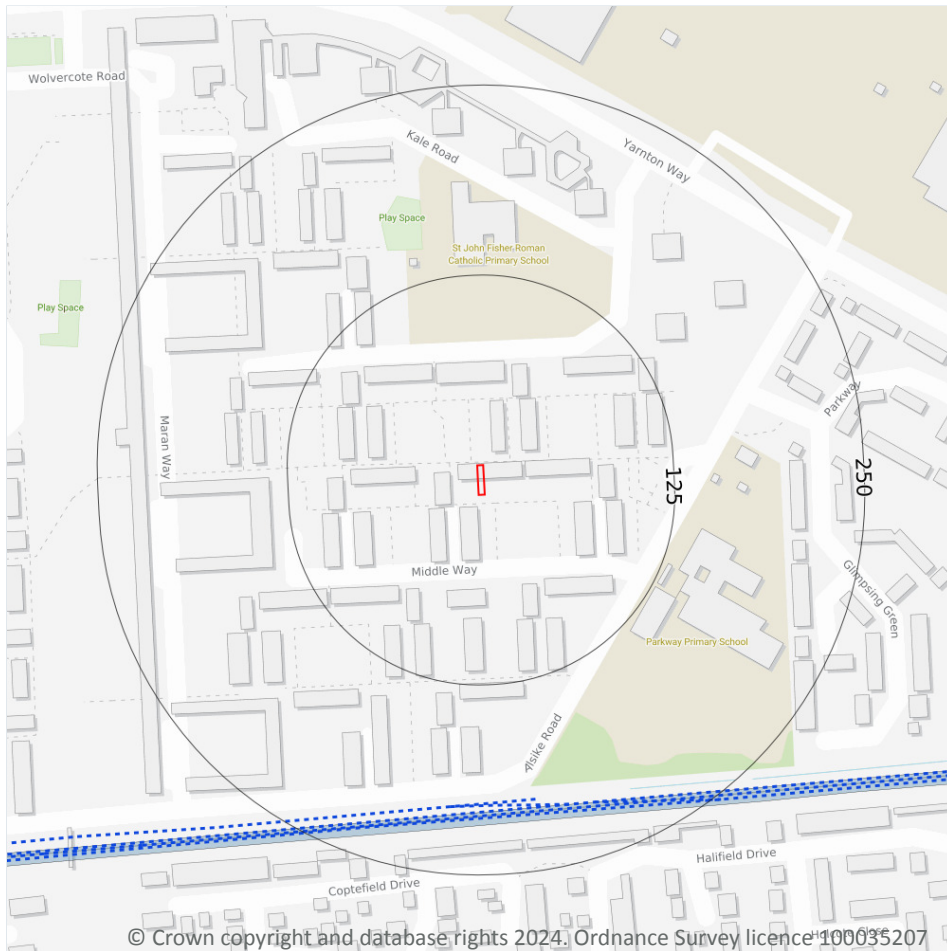 Wolvercote Road
Kale Road
Yarnton Way
Play Space
St John Fisher Roman
Catholic Primary School
Play Space
Parkway
Maran Way
125
250
Middle Way
Glimpsing Green
Parkway Primary School
Alsike Road
Halifield Drive
Coptefield Drive
© Crown copyright and database rights 2024. Ordnance Survey licence 100035207